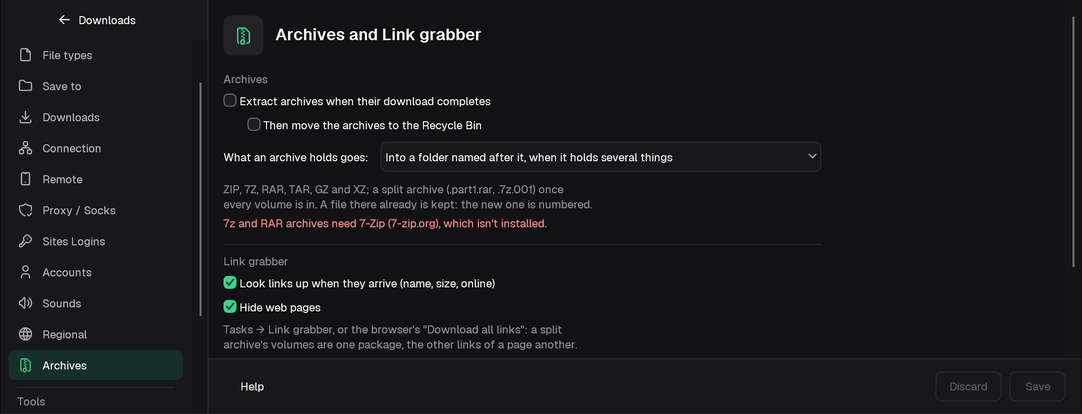 Downloads
File types
Save to
Downloads
Connection
Remote
Proxy / Socks
Sites Logins
Accounts
Sounds
Regional
Archives
Tools
Archives and Link grabber
Archives
Extract archives when their download completes
Then move the archives to the Recycle Bin
What an archive holds goes: Into a folder named after it, when it holds several things
ZIP, 7Z, RAR, TAR, GZ and XZ; a split archive (.part1.rar, .7z.001) once
every volume is in. A file there already is kept: the new one is numbered.
7z and RAR archives need 7-Zip (7-zip.org), which isn't installed.
Link grabber
Look links up when they arrive (name, size, online)
Hide web pages
Tasks → Link grabber, or the browser's "Download all links": a split
archive's volumes are one package, the other links of a page another.
Help
Discard
Save